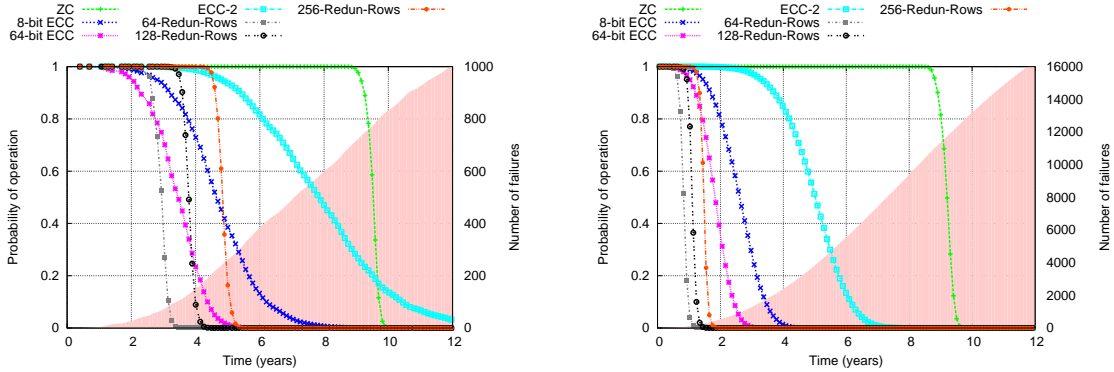 ZC ECC-2 256-Redun-Rows
8-bit ECC 64-Redun-Rows
64-bit ECC 128-Redun-Rows
1 1000
0.8 800
0.6 600
0.4 400
0.2 200
0 0
0 2 4 6 8 10 12
Probability of operation
Number of failures
Time (years)
ZC ECC-2 256-Redun-Rows
8-bit ECC 64-Redun-Rows
64-bit ECC 128-Redun-Rows
1 16000
14000
0.8 12000
0.6 10000
8000
0.4 6000
0.2 4000
2000
0 0
0 2 4 6 8 10 12
Probability of operation
Number of failures
Time (years)